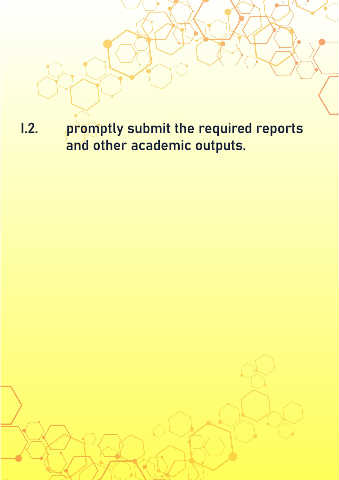 I.2. promptly submit the required reports
and other academic outputs.